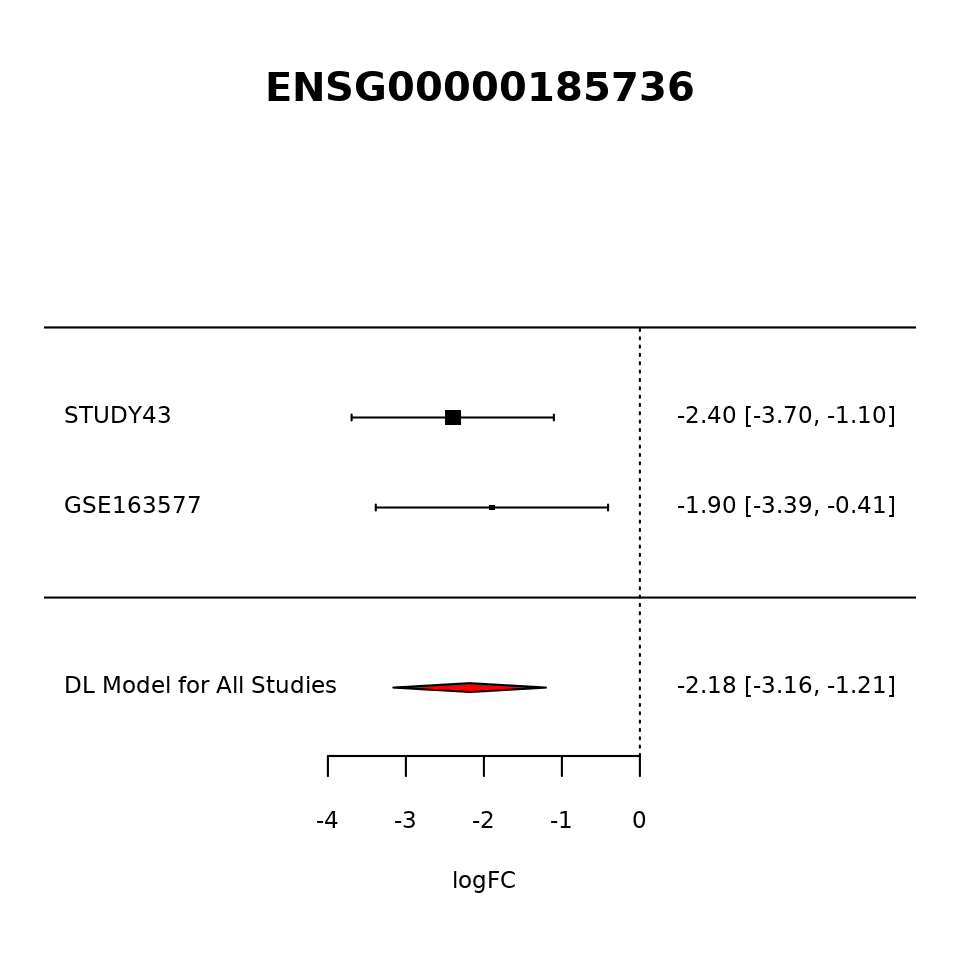 ENSG00000185736
STUDY43 -2.40 [-3.70, -1.10]
GSE163577 -1.90 [-3.39, -0.41]
DL Model for All Studies -2.18 [-3.16, -1.21]
-4 -3 -2 -1 0
logFC